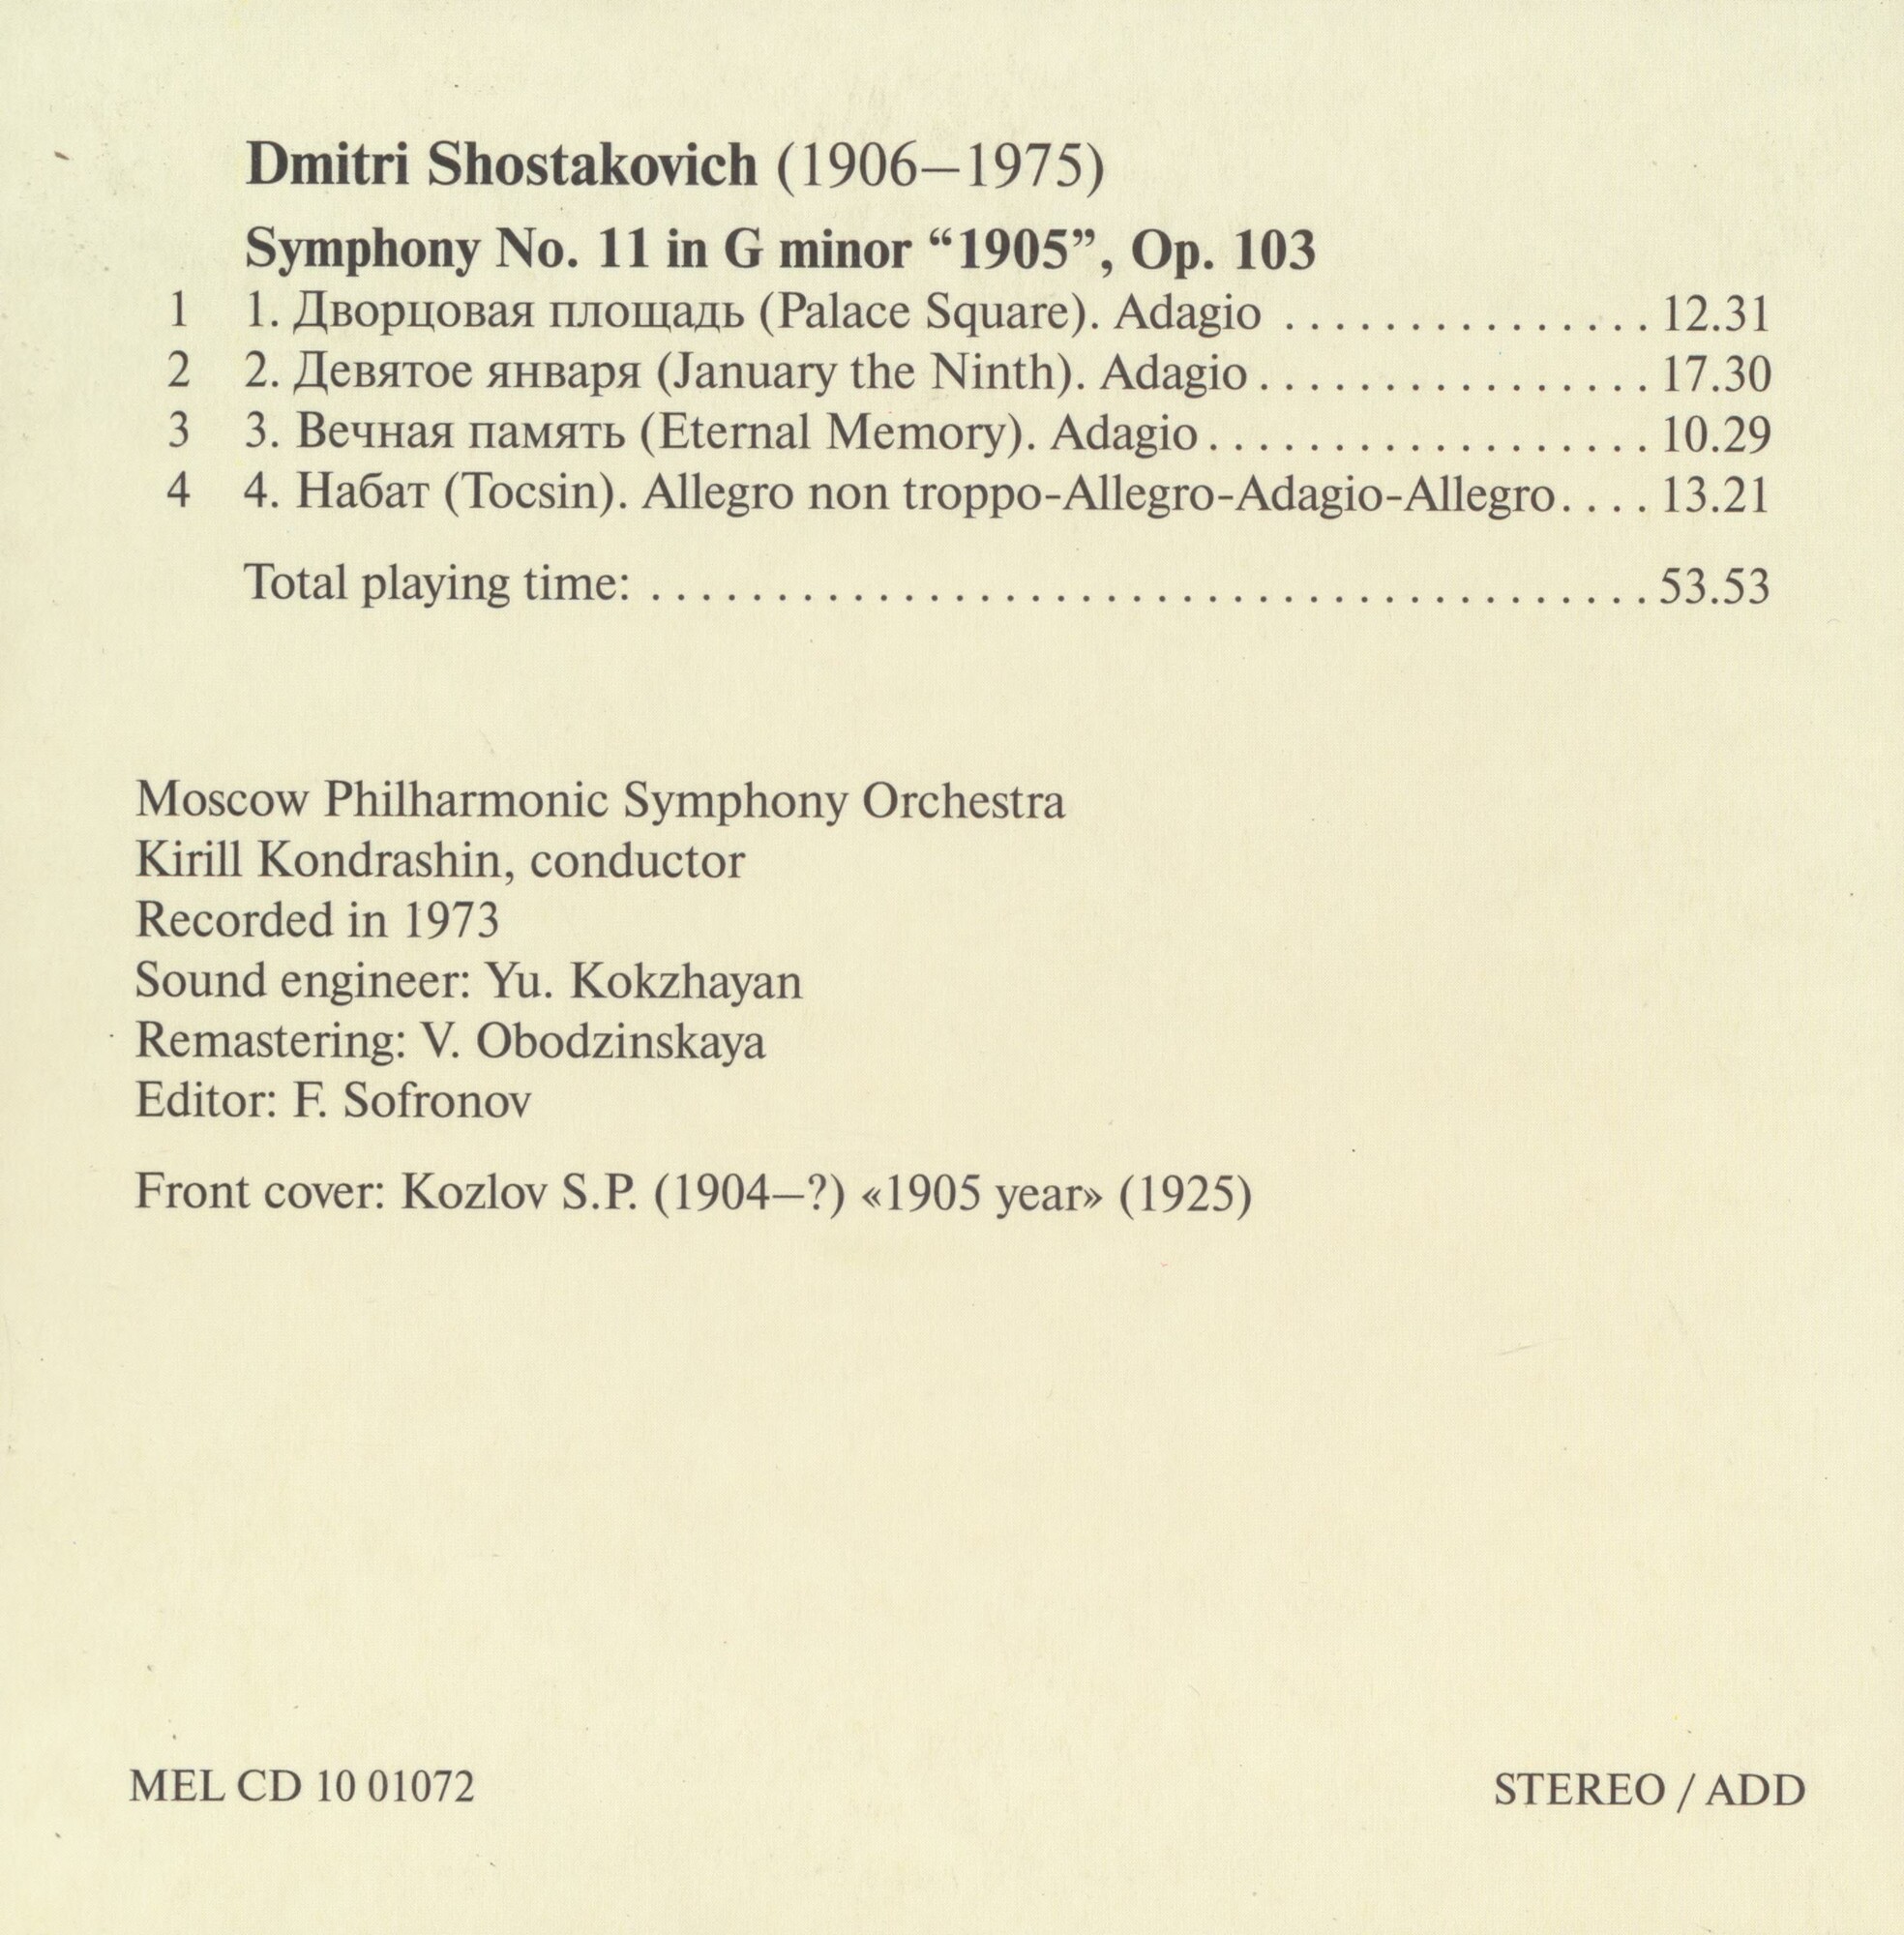 Dmitri Shostakovich (1906–1975)
Symphony No. 11 in G minor “1905”, Op. 103
1 1. Дворцовая площадь (Palace Square). Adagio ............... 12.31
2 2. Девятое января (January the Ninth). Adagio ................ 17.30
3 3. Вечная память (Eternal Memory). Adagio .................. 10.29
4 4. Набат (Tocsin). Allegro non troppo-Allegro-Adagio-Allegro .... 13.21
Total playing time: ........................................ 53.53
Moscow Philharmonic Symphony Orchestra
Kirill Kondrashin, conductor
Recorded in 1973
Sound engineer: Yu. Kokzhayan
Remastering: V. Obodzinskaya
Editor: F. Sofronov
Front cover: Kozlov S.P. (1904–?) «1905 year» (1925)
MEL CD 10 01072
STEREO / ADD